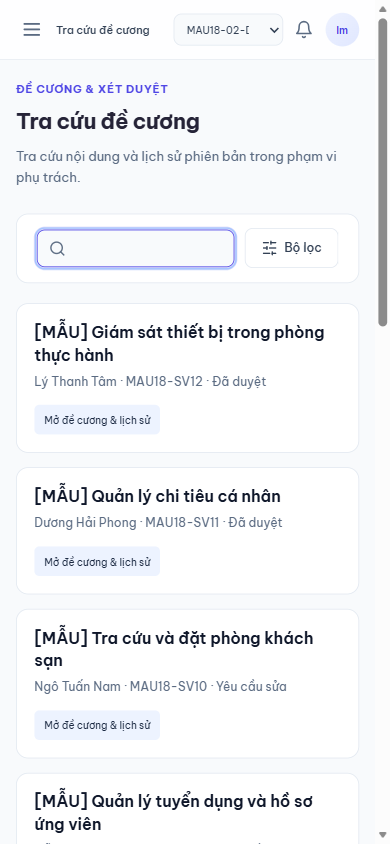 Tra cứu đề cương
MAU18-02-D
lm
ĐỀ CƯƠNG & XÉT DUYỆT
Tra cứu đề cương
Tra cứu nội dung và lịch sử phiên bản trong phạm vi
phụ trách.
Bộ lọc
[MẪU] Giám sát thiết bị trong phòng
thực hành
Lý Thanh Tâm · MAU18-SV12 · Đã duyệt
Mở đề cương & lịch sử
[MẪU] Quản lý chi tiêu cá nhân
Dương Hải Phong · MAU18-SV11 · Đã duyệt
Mở đề cương & lịch sử
[MẪU] Tra cứu và đặt phòng khách
sạn
Ngô Tuấn Nam · MAU18-SV10 · Yêu cầu sửa
Mở đề cương & lịch sử
[MẪU] Quản lý tuyển dụng và hồ sơ
ứng viên